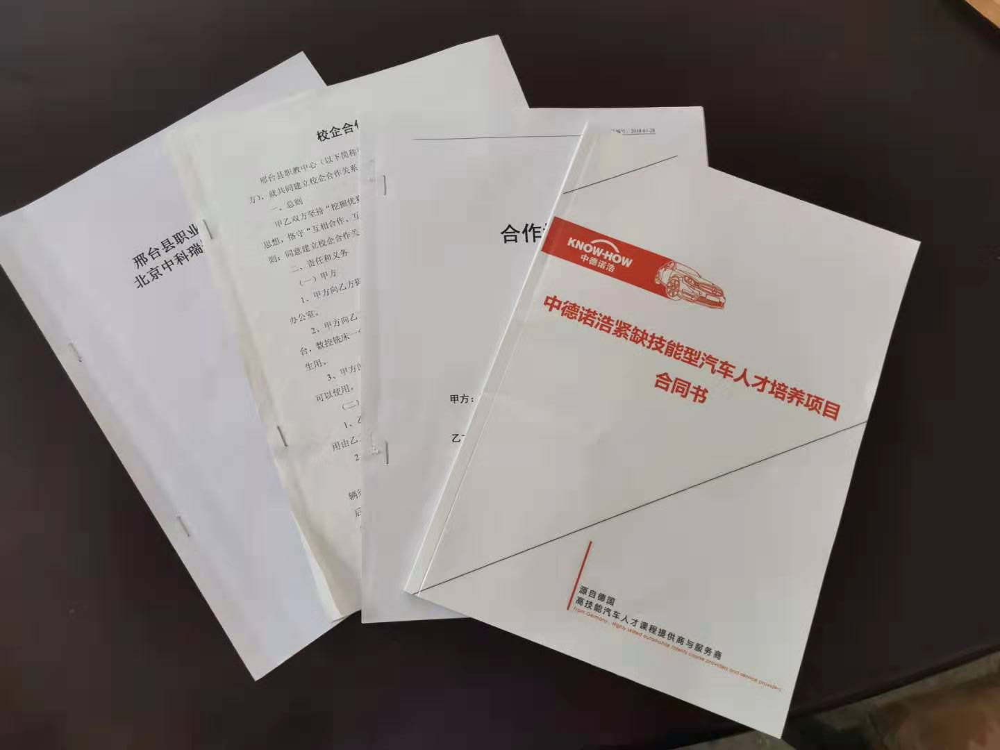 邢台县职业
北京中科瑞
校企合作
邢台县职教中心（以下简称
方），就共同建立校企合作关系
一、总则
甲乙双方坚持“挖掘优
思想，恪守“互相合作、互
则：同意建立校企合作关
二、责任和义务
（一）甲方
1、甲方向乙方提
办公室。
2、甲方向乙
台，数控铣床一
生用。
3、甲方的
可以使用。
（二）
1、乙
用由乙
2
辆
后
编号：2018-03-28
合作
甲方：
乙
KNOW-HOW
中德诺浩
中德诺浩紧缺技能型汽车人才培养项目
合同书
源自德国
高技能汽车人才课程提供商与服务商
From Germany, Highly skilled automobile talents course providers and service providers